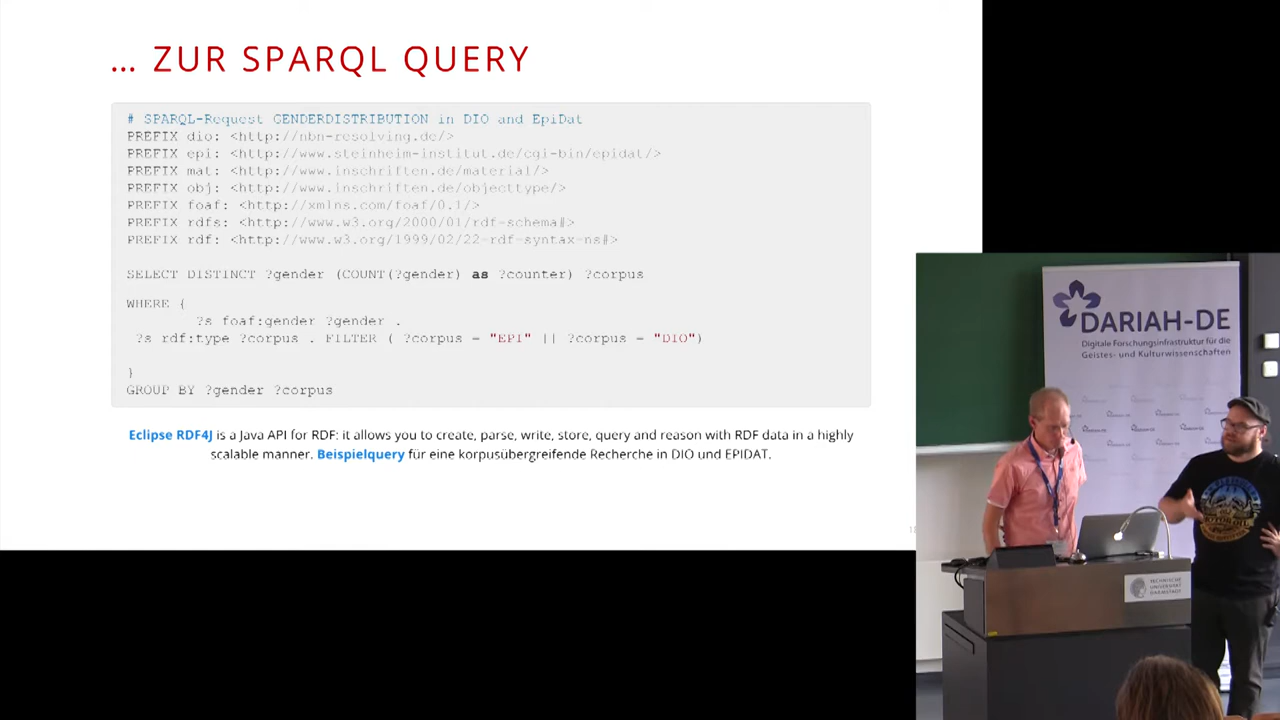 … ZUR SPARQL QUERY
# SPARQL-Request GENDERDISTRIBUTION in DIO and EpiDat
PREFIX dio: <http://nbn-resolving.de/>
PREFIX epi: <http://www.steinheim-institut.de/cgi-bin/epidat/>
PREFIX mat: <http://www.inschriften.de/material/>
PREFIX obj: <http://www.inschriften.de/objecttype/>
PREFIX foaf: <http://xmlns.com/foaf/0.1/>
PREFIX rdfs: <http://www.w3.org/2000/01/rdf-schema#>
PREFIX rdf: <http://www.w3.org/1999/02/22-rdf-syntax-ns#>
SELECT DISTINCT ?gender (COUNT(?gender) as ?counter) ?corpus
WHERE {
?s foaf:gender ?gender .
?s rdf:type ?corpus . FILTER ( ?corpus = "EPI" || ?corpus = "DIO")
}
GROUP BY ?gender ?corpus
Eclipse RDF4J is a Java API for RDF: it allows you to create, parse, write, store, query and reason with RDF data in a highly
scalable manner. Beispielquery für eine korpusübergreifende Recherche in DIO und EPIDAT.
DARIAH-DE
Digitale Forschungsinfrastruktur für die
Geistes- und Kulturwissenschaften
TECHNISCHE
UNIVERSITÄT
DARMSTADT
MOTOR OIL